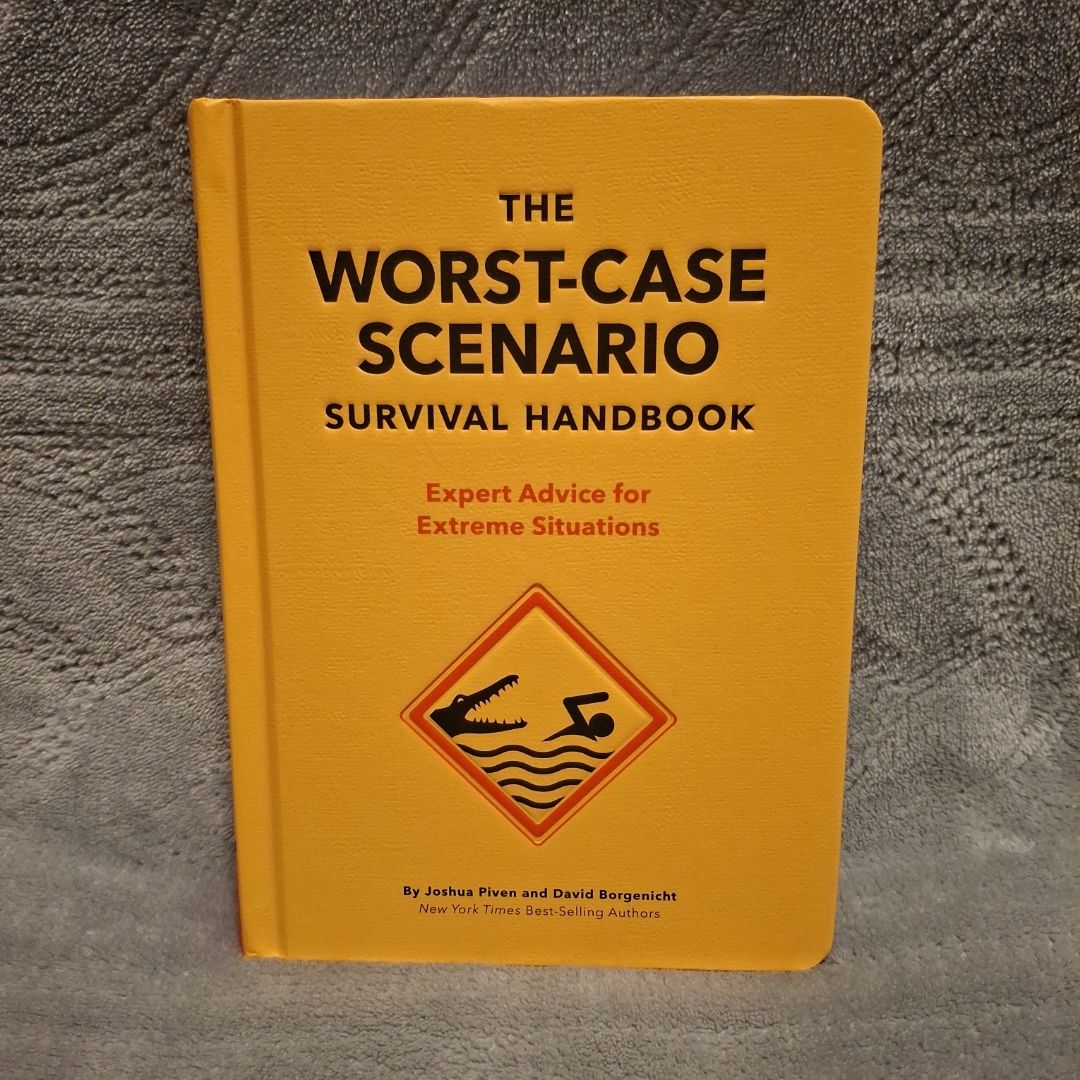 THE
WORST-CASE
SCENARIO
SURVIVAL HANDBOOK
Expert Advice for
Extreme Situations
By Joshua Piven and David Borgenicht
New York Times Best-Selling Authors